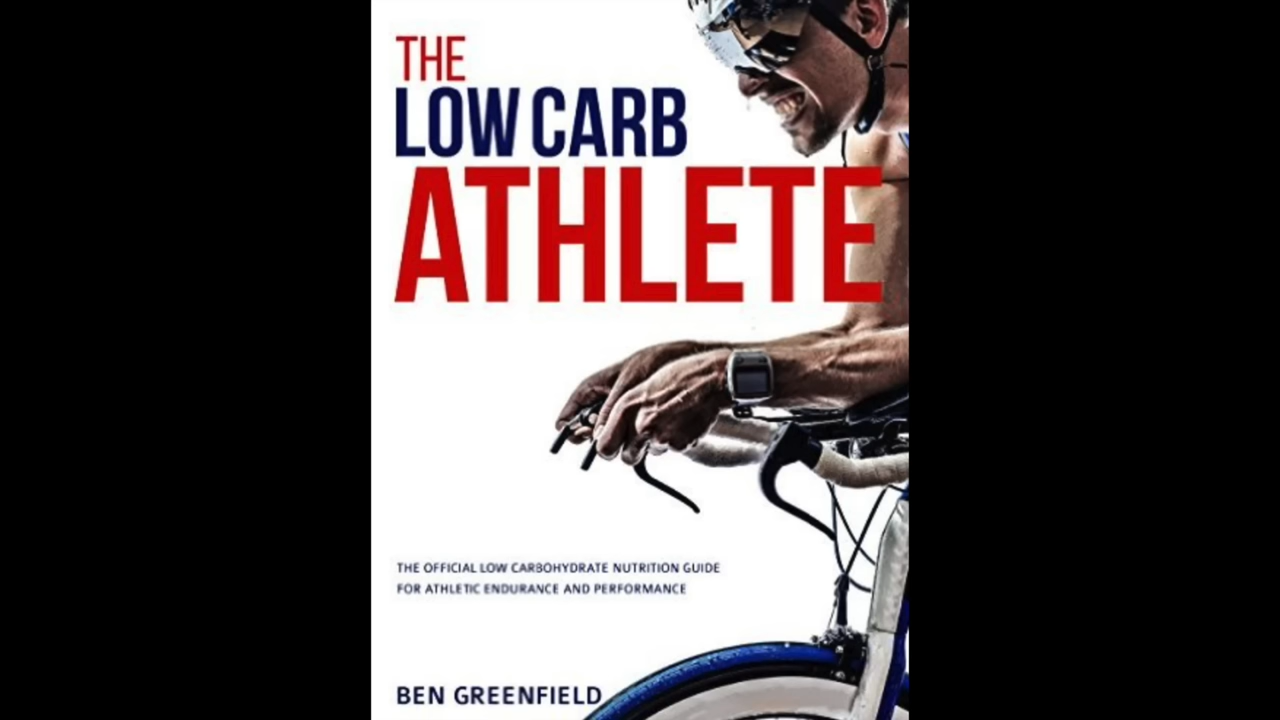 THE
LOW CARB
ATHLETE
THE OFFICIAL LOW CARBOHYDRATE NUTRITION GUIDE
FOR ATHLETIC ENDURANCE AND PERFORMANCE
BEN GREENFIELD